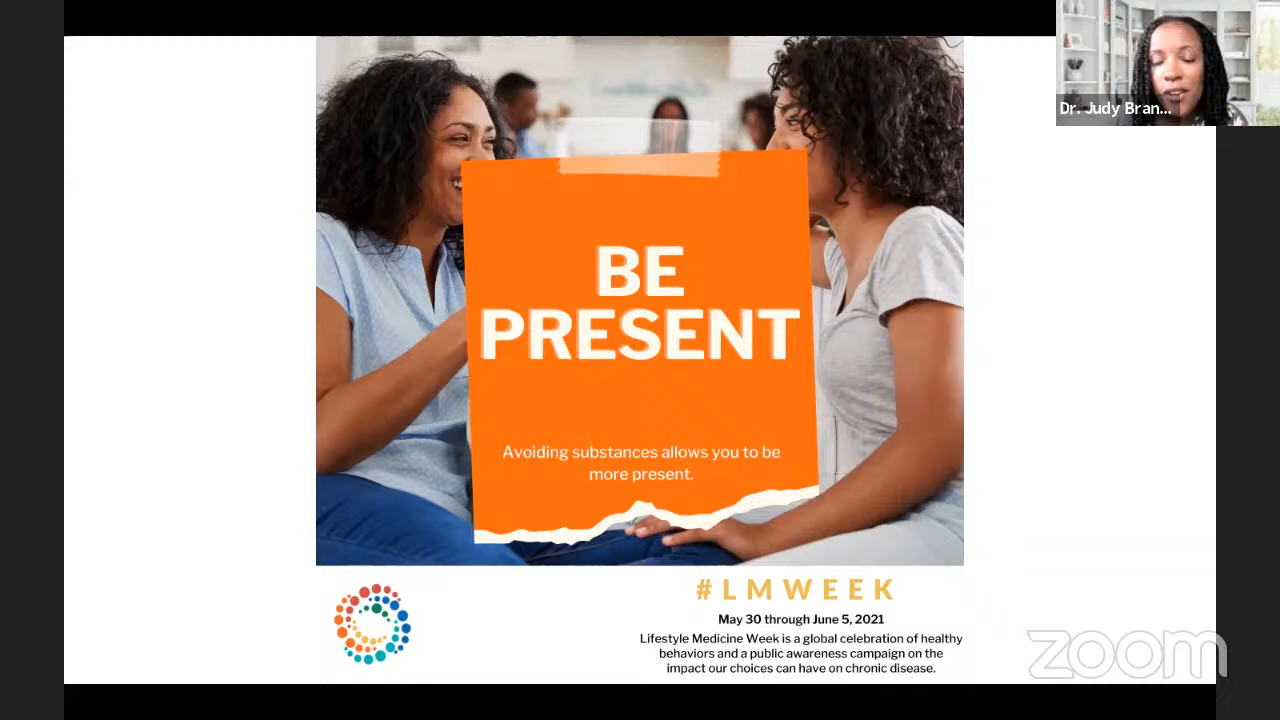 Dr. Judy Bran...
BE
PRESENT
Avoiding substances allows you to be
more present.
#LMWEEK
May 30 through June 5, 2021
Lifestyle Medicine Week is a global celebration of healthy
behaviors and a public awareness campaign on the
impact our choices can have on chronic disease.
zoom